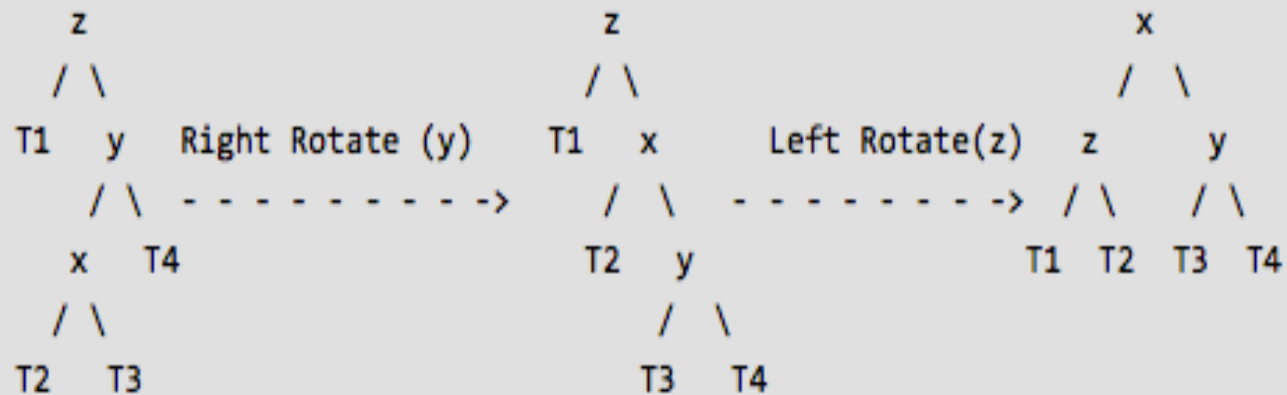 z z x
/ \ / \ / \
T1 y Right Rotate (y) T1 x Left Rotate(z) z y
/ \ - - - - - - - - -> / \ - - - - - - - -> / \ / \
x T4 T2 y T1 T2 T3 T4
/ \ / \
T2 T3 T3 T4